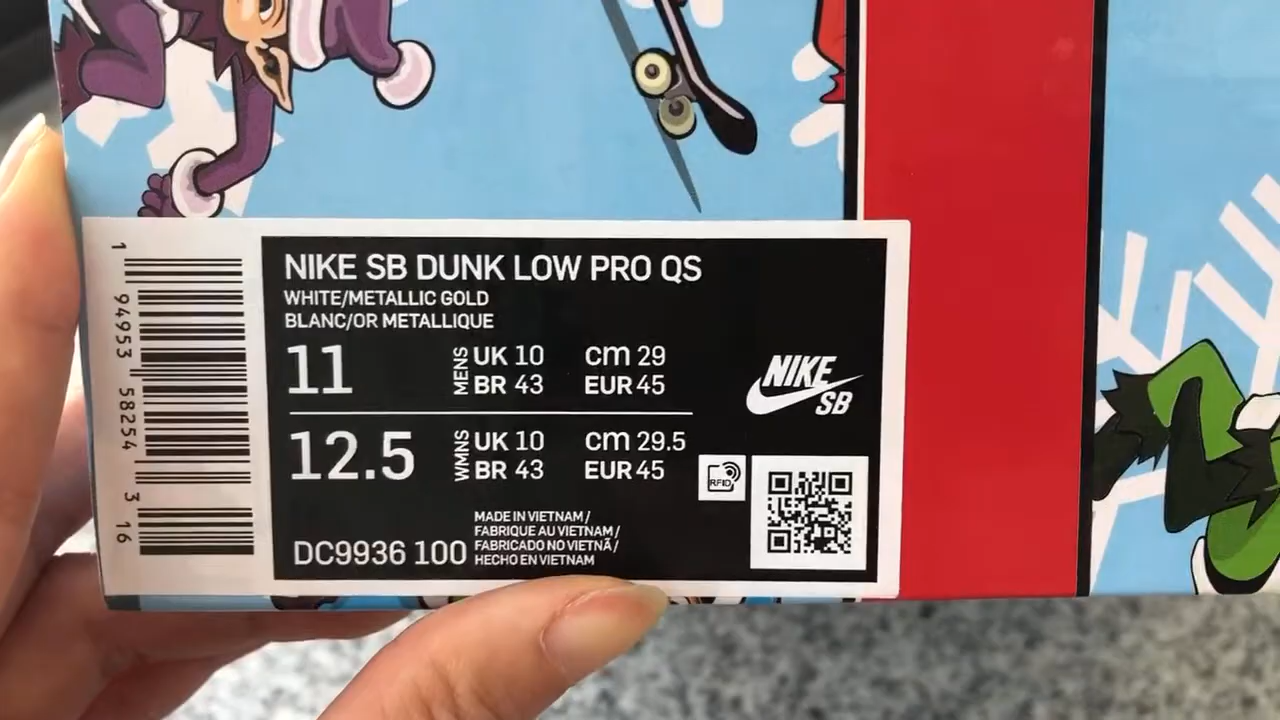 NIKE SB DUNK LOW PRO QS
WHITE/METALLIC GOLD
BLANC/OR METALLIQUE
11 MENS UK 10 CM 29
BR 43 EUR 45
12.5 WMNS UK 10 CM 29.5
BR 43 EUR 45
NIKE
SB
RFID
MADE IN VIETNAM /
FABRIQUE AU VIETNAM /
FABRICADO NO VIETNÃ /
HECHO EN VIETNAM
DC9936 100
1 94953 58254 3 16